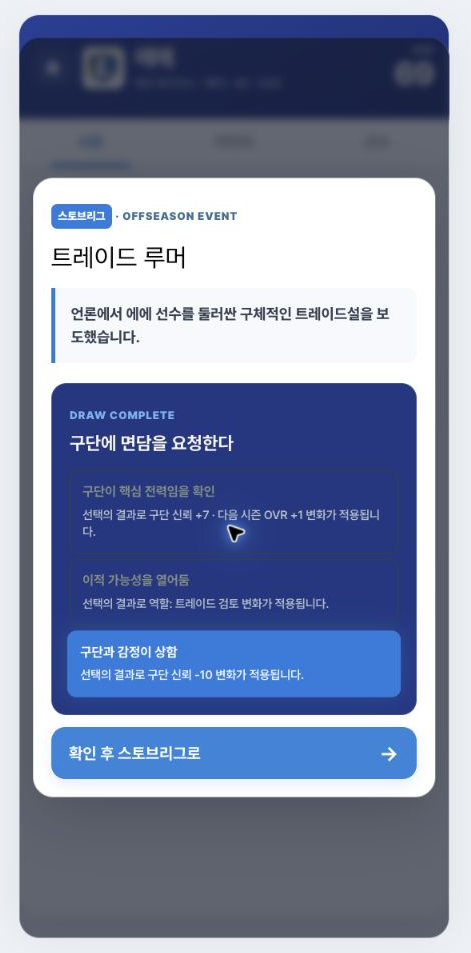 스토브리그 · OFFSEASON EVENT
트레이드 루머
언론에서 에에 선수를 둘러싼 구체적인 트레이드설을 보
도했습니다.
DRAW COMPLETE
구단에 면담을 요청한다
구단이 핵심 전력임을 확인
선택의 결과로 구단 신뢰 +7 · 다음 시즌 OVR +1 변화가 적용됩니
다.
이적 가능성을 열어둠
선택의 결과로 역할: 트레이드 검토 변화가 적용됩니다.
구단과 감정이 상함
선택의 결과로 구단 신뢰 -10 변화가 적용됩니다.
확인 후 스토브리그로 →